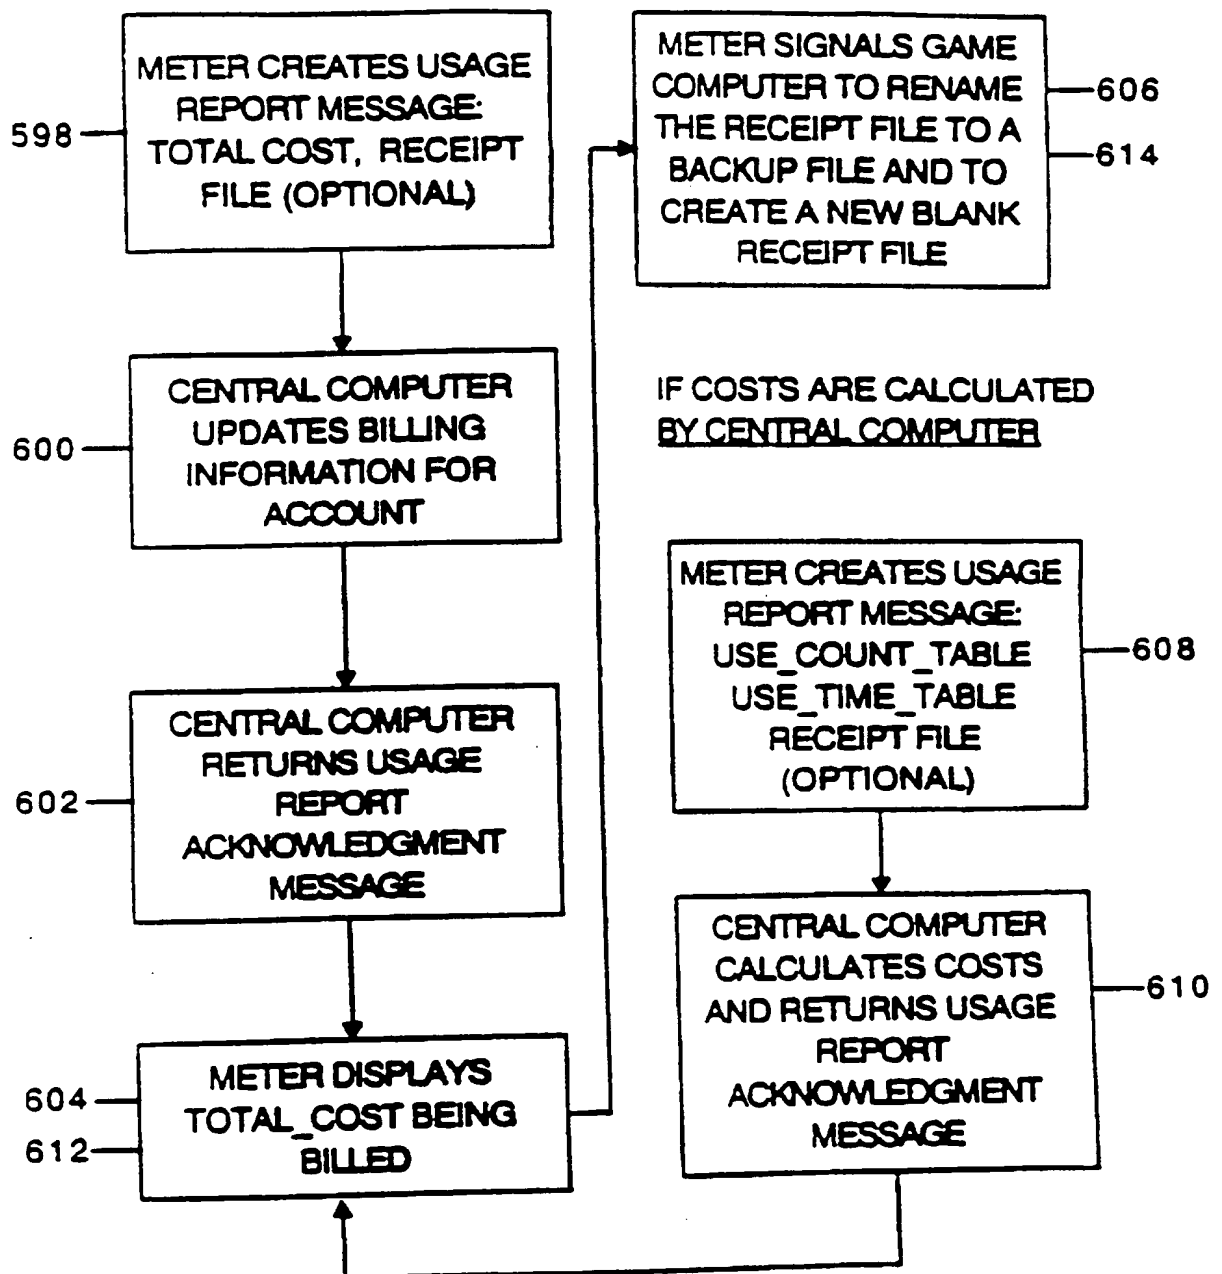 598
METER CREATES USAGE
REPORT MESSAGE:
TOTAL COST, RECEIPT
FILE (OPTIONAL)
600
CENTRAL COMPUTER
UPDATES BILLING
INFORMATION FOR
ACCOUNT
602
CENTRAL COMPUTER
RETURNS USAGE
REPORT
ACKNOWLEDGMENT
MESSAGE
604
612
METER DISPLAYS
TOTAL_COST BEING
BILLED
METER SIGNALS GAME
COMPUTER TO RENAME
THE RECEIPT FILE TO A
BACKUP FILE AND TO
CREATE A NEW BLANK
RECEIPT FILE
606
614
IF COSTS ARE CALCULATED
BY CENTRAL COMPUTER
METER CREATES USAGE
REPORT MESSAGE:
USE_COUNT_TABLE
USE_TIME_TABLE
RECEIPT FILE
(OPTIONAL)
608
CENTRAL COMPUTER
CALCULATES COSTS
AND RETURNS USAGE
REPORT
ACKNOWLEDGMENT
MESSAGE
610